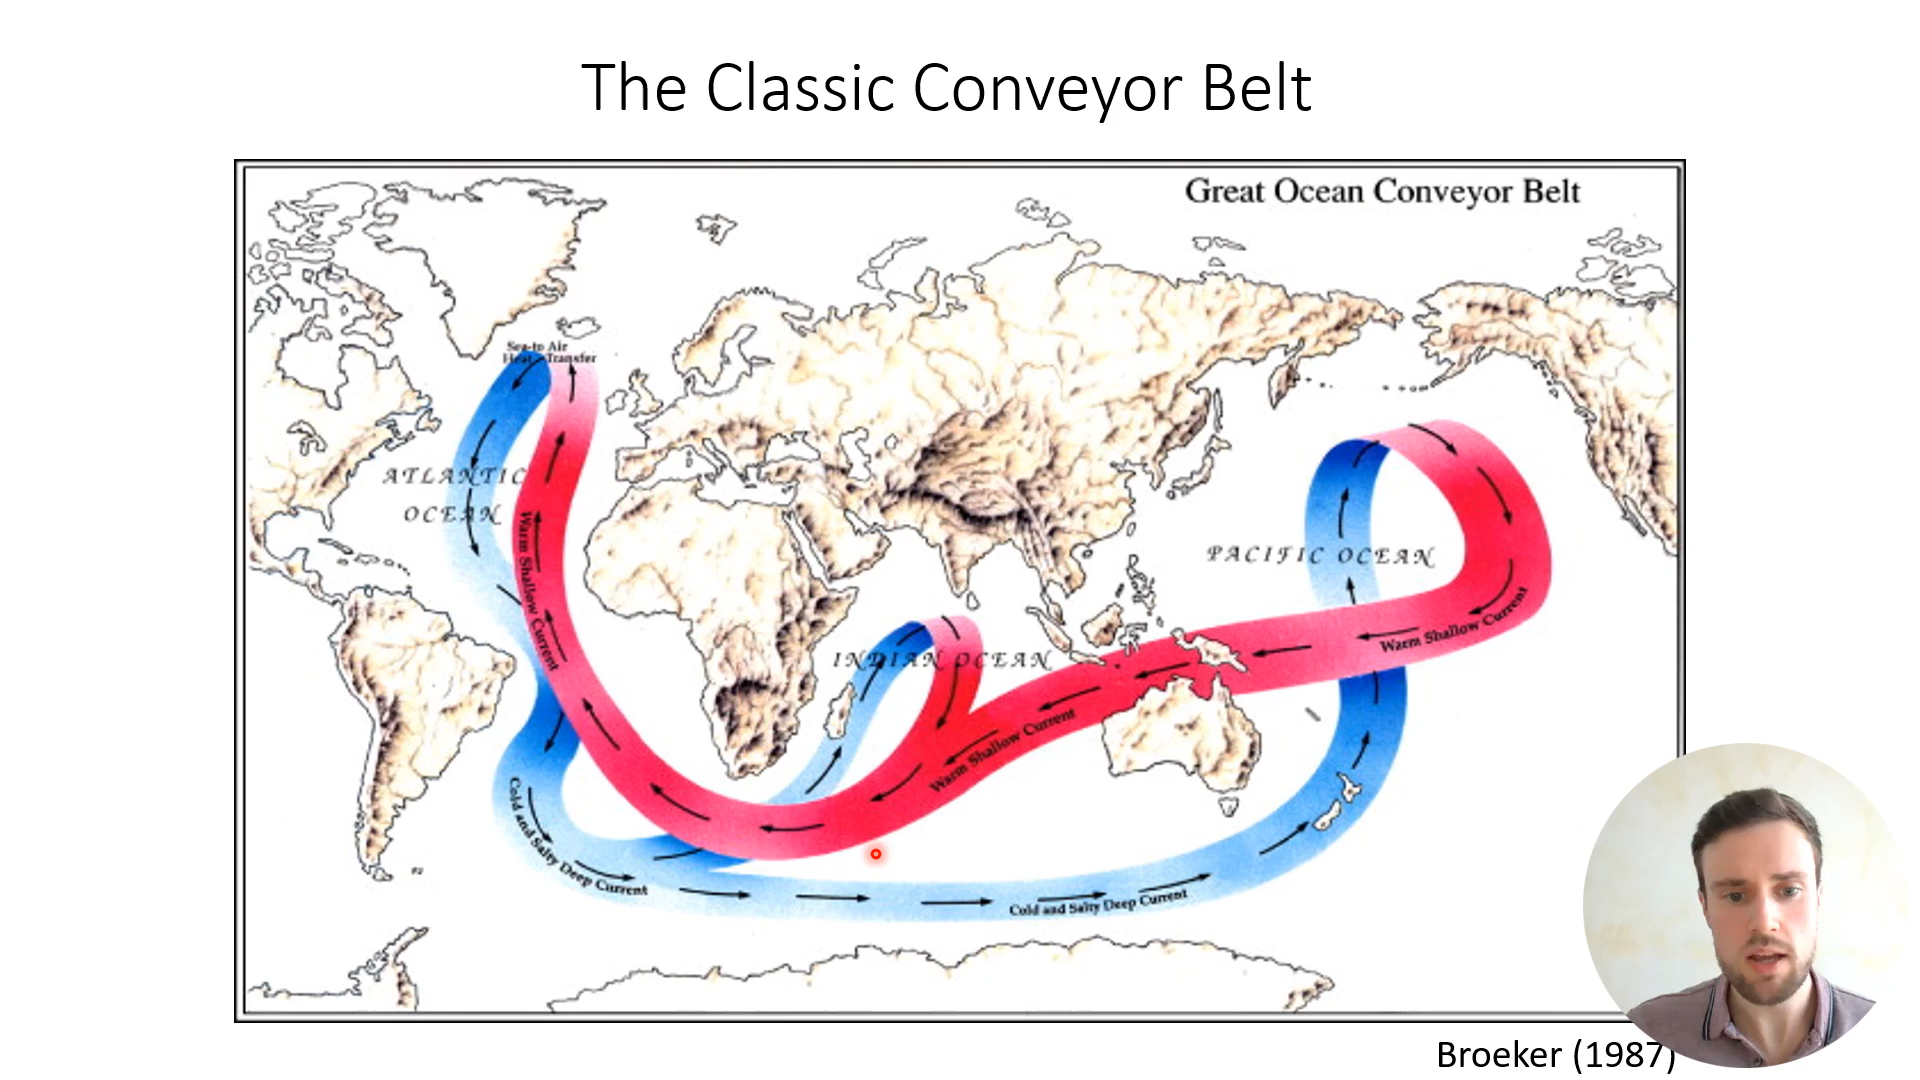 The Classic Conveyor Belt
Great Ocean Conveyor Belt
Sea-to Air
Heat Transfer
ATLANTIC
OCEAN
Warm Shallow Current
PACIFIC OCEAN
Warm Shallow Current
INDIAN OCEAN
Warm Shallow Current
Cold and Salty Deep Current
Cold and Salty Deep Current
Broeker (1987)